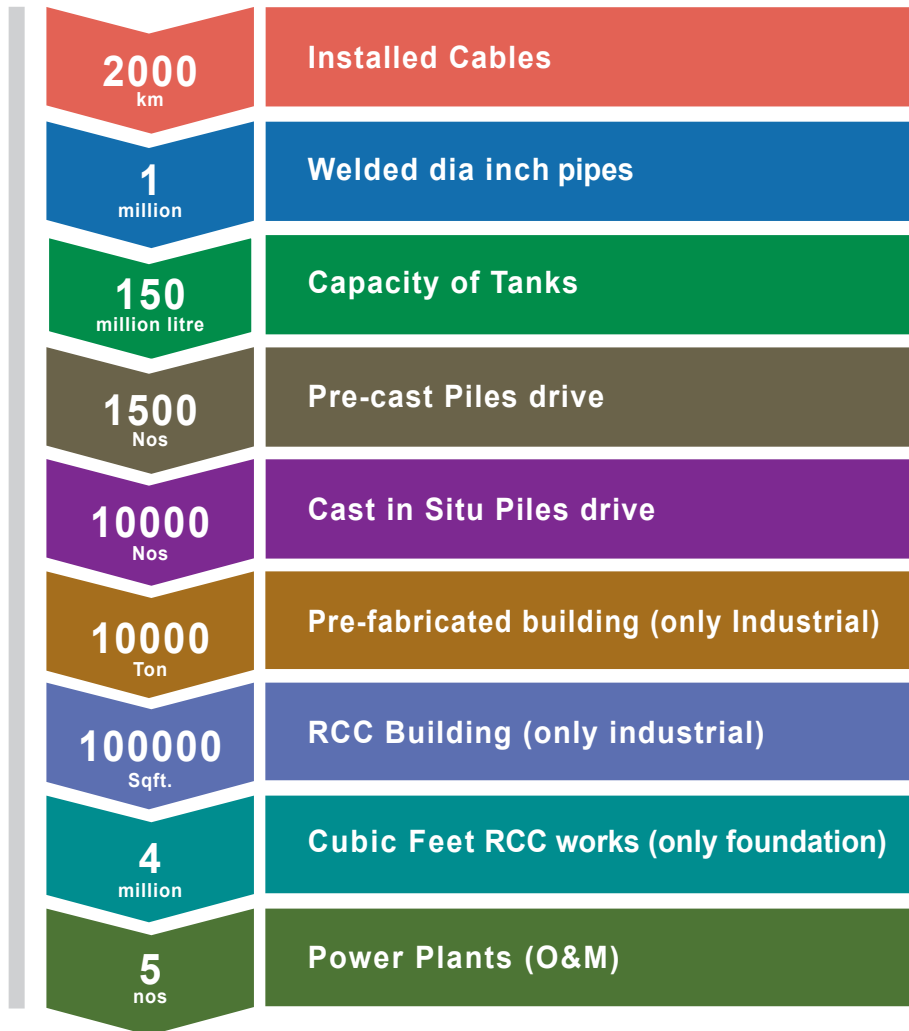 2000
km
Installed Cables
1
million
Welded dia inch pipes
150
million litre
Capacity of Tanks
1500
Nos
Pre-cast Piles drive
10000
Nos
Cast in Situ Piles drive
10000
Ton
Pre-fabricated building (only Industrial)
100000
Sqft.
RCC Building (only industrial)
4
million
Cubic Feet RCC works (only foundation)
5
nos
Power Plants (O&M)